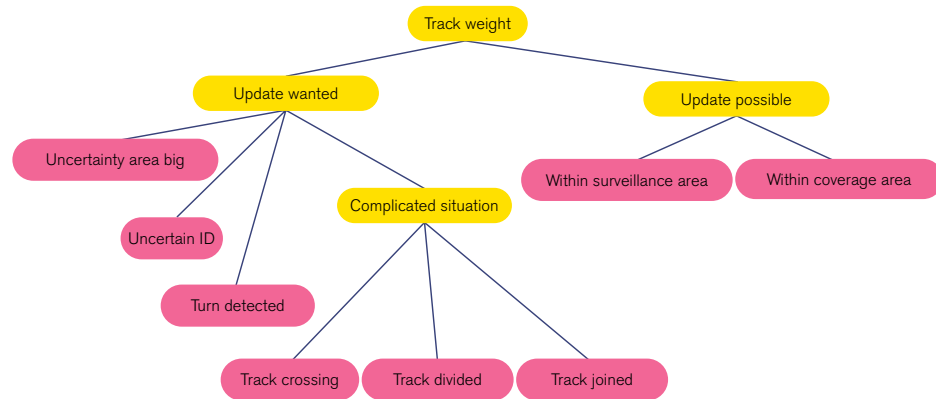 Track weight
Update wanted
Update possible
Uncertainty area big
Within surveillance area
Within coverage area
Complicated situation
Uncertain ID
Turn detected
Track crossing
Track divided
Track joined